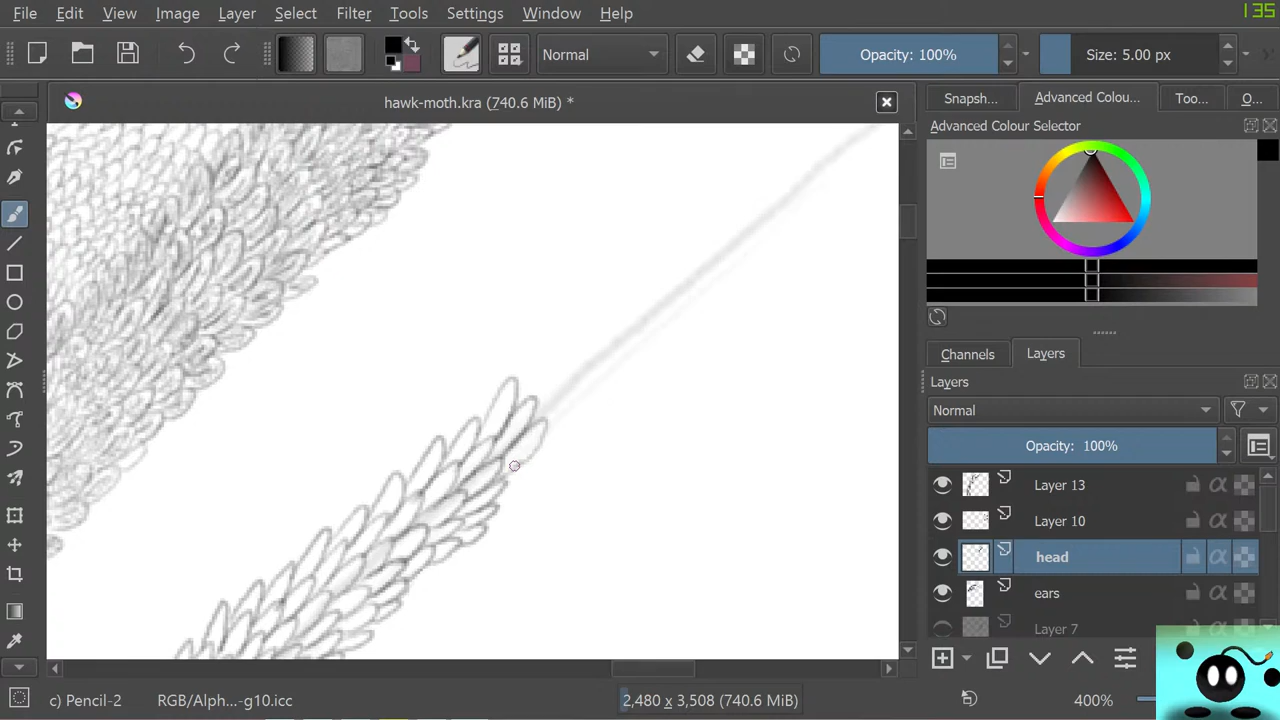 File Edit View Image Layer Select Filter Tools Settings Window Help
135
Normal Opacity: 100% Size: 5.00 px
hawk-moth.kra (740.6 MiB) *
Snapsh... Advanced Colou... Too... O...
Advanced Colour Selector
Channels Layers
Layers
Normal
Opacity: 100%
Layer 13
Layer 10
head
ears
Layer 7
c) Pencil-2 RGB/Alph...-g10.icc 2,480 x 3,508 (740.6 MiB) 400%